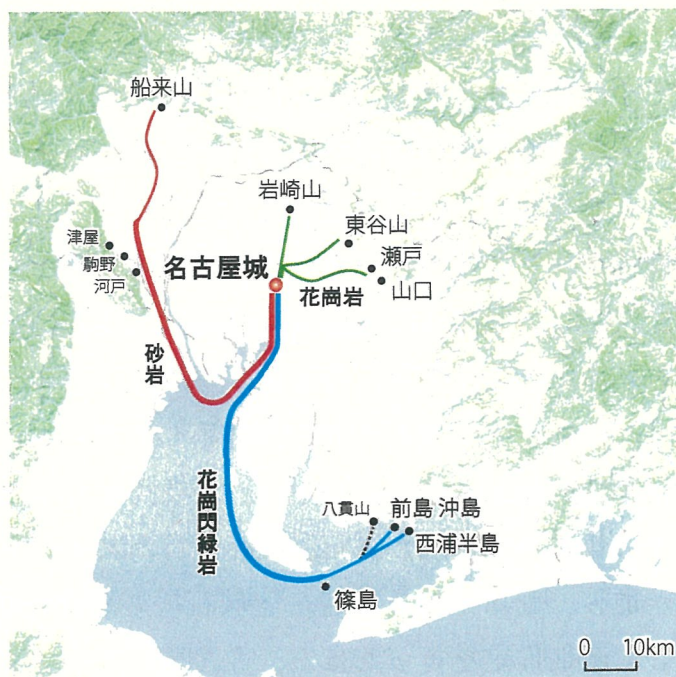 船来山
岩崎山
東谷山
津屋
駒野
河戸
名古屋城
瀬戸
花崗岩
山口
砂岩
花崗閃緑岩
八貫山
前島 沖島
西浦半島
篠島
0 10km